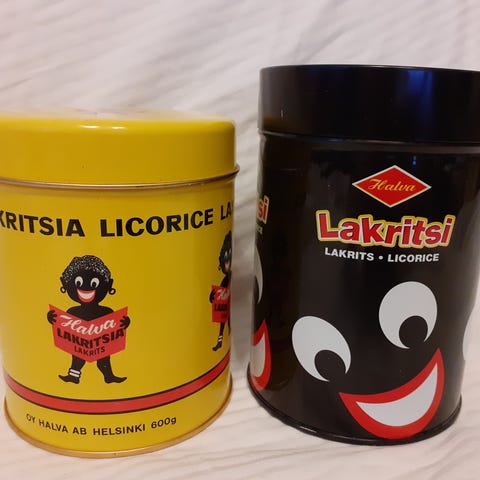 KRITSIA LICORICE LA
Halva
LAKRITSIA
LAKRITS
OY HALVA AB HELSINKI 600g
Halva
Lakritsi
LAKRITS • LICORICE